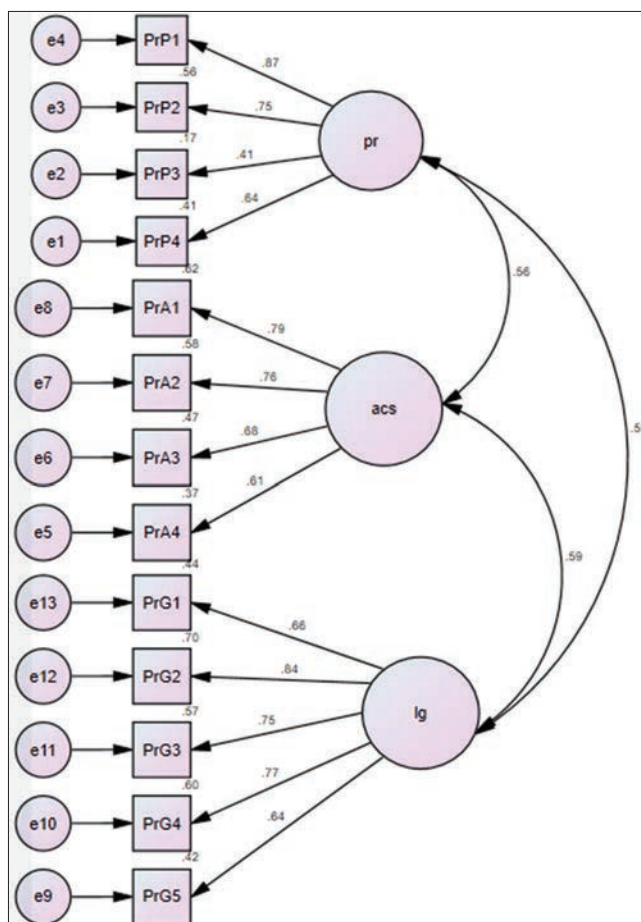 e4 PrP1
.87
.56
e3 PrP2 .75
.17
pr
e2 PrP3 .41
.41
.64
e1 PrP4
.62
.56
e8 PrA1
.79
.58
e7 PrA2 .76
.47
acs
e6 PrA3 .68
.37
.61
e5 PrA4
.44
.59
e13 PrG1
.66
.70
e12 PrG2 .84
.57
lg
e11 PrG3 .75
.60
.77
e10 PrG4
.64
.42
e9 PrG5